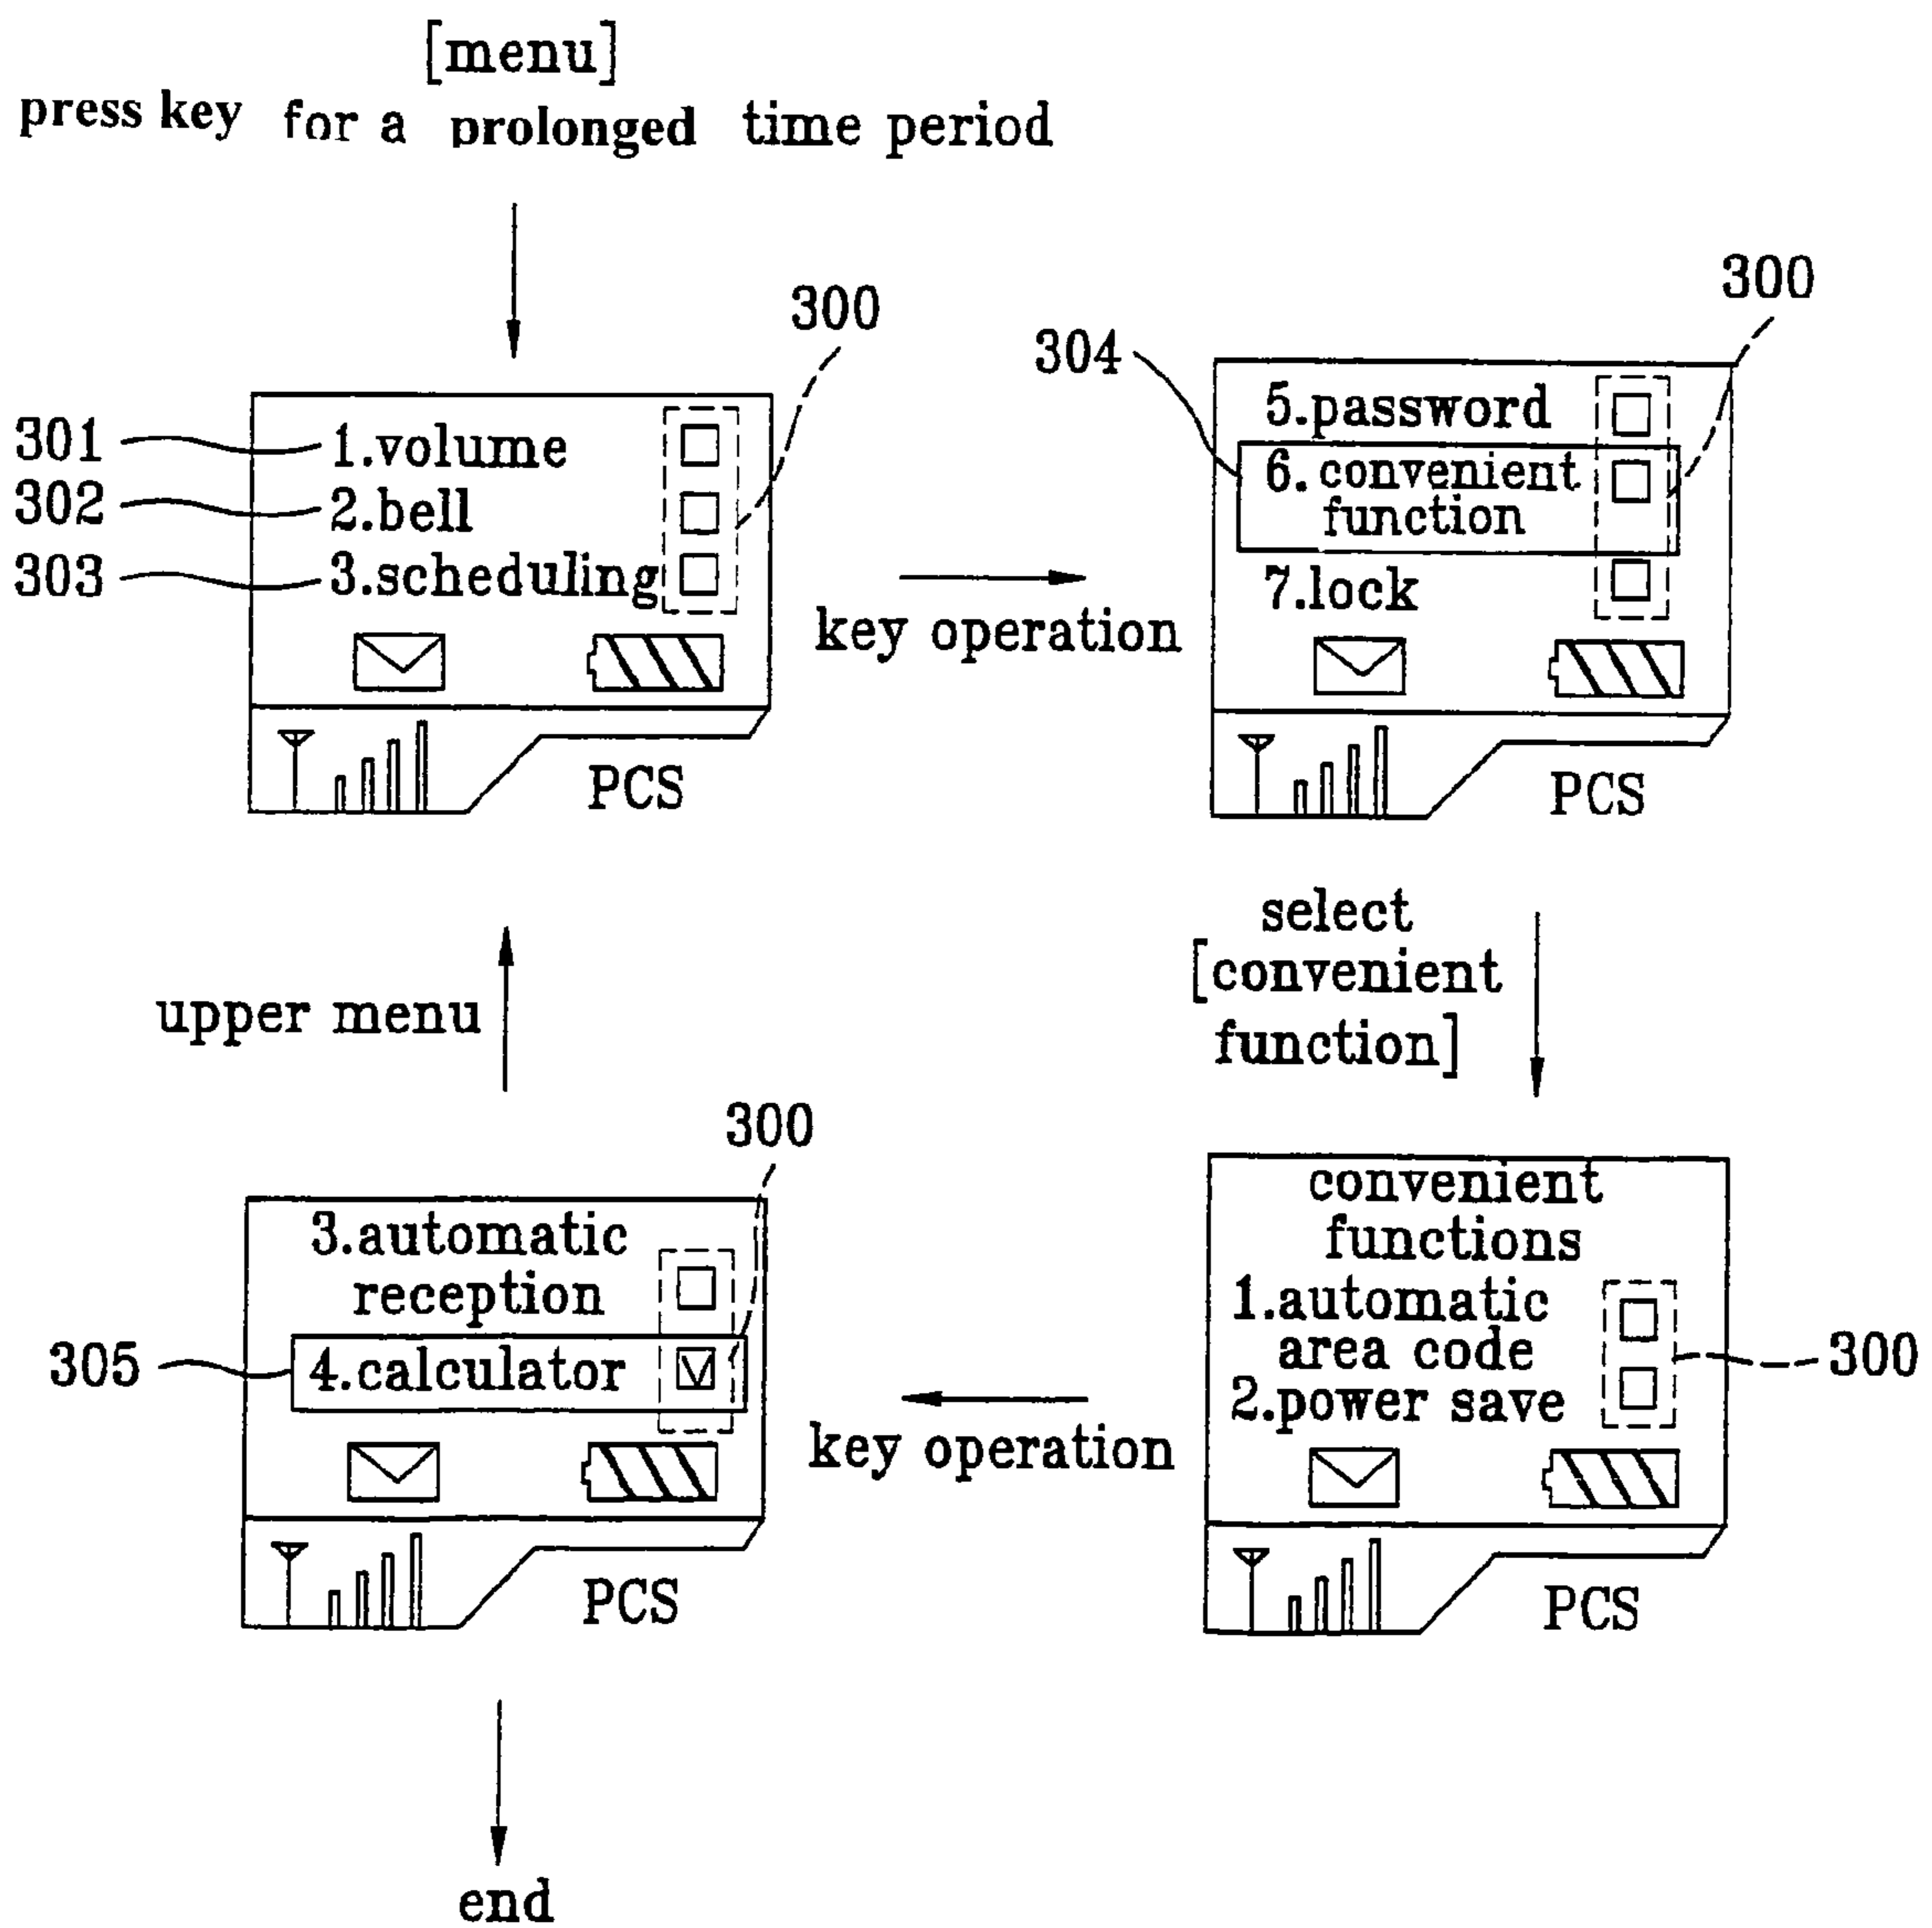 [menu]
press key for a prolonged time period
300
301
1.volume
302
2.bell
303
3.scheduling
PCS
key operation
300
304
5.password
6. convenient
function
7.lock
PCS
select
[convenient
function]
convenient
functions
1.automatic
area code
2.power save
300
PCS
key operation
300
3.automatic
reception
305
4.calculator
PCS
upper menu
end